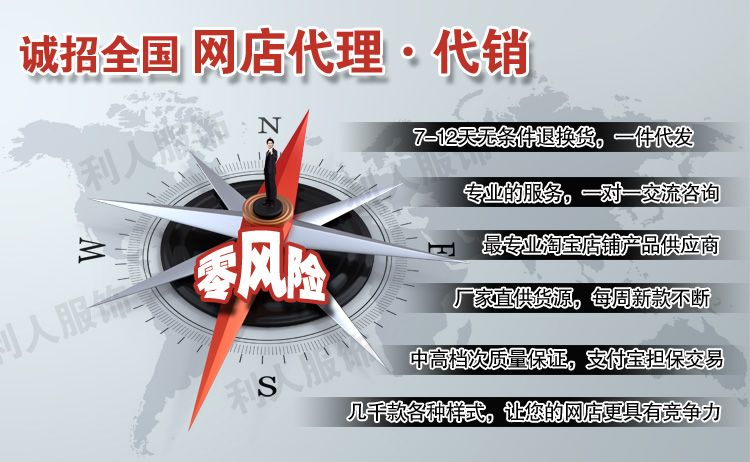 诚招全国 网店代理·代销
N
7-12天无条件退换货，一件代发
利人服饰
利人服饰
专业的服务，一对一交流咨询
W
E
最专业淘宝店铺产品供应商
零风险
厂家直供货源，每周新款不断
利人服饰
利人服饰
中高档次质量保证，支付宝担保交易
S
几千款各种样式，让您的网店更具有竞争力